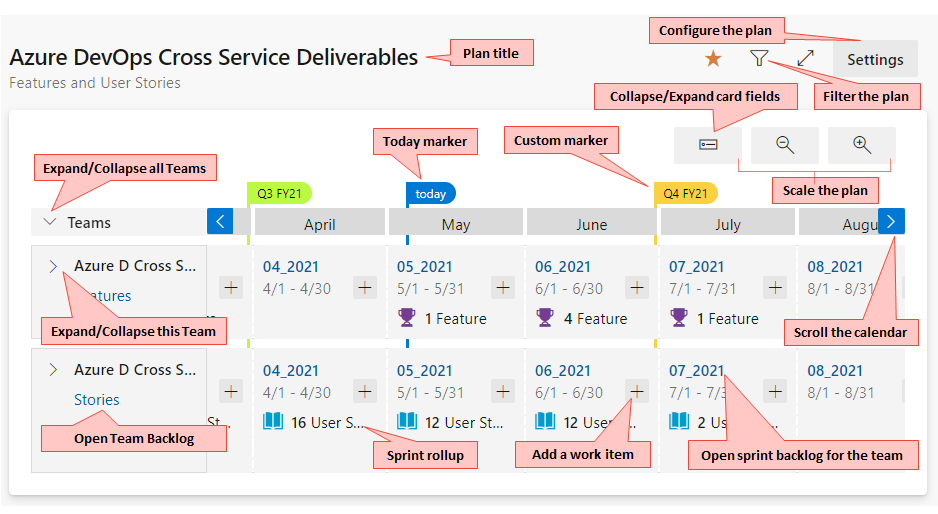 Configure the plan
Azure DevOps Cross Service Deliverables
Plan title
Settings
Features and User Stories
Collapse/Expand card fields
Filter the plan
Today marker
Custom marker
Expand/Collapse all Teams
Scale the plan
Q3 FY21
today
Q4 FY21
Teams
April
May
June
July
Augu
Azure D Cross S...
04_2021
05_2021
06_2021
07_2021
08_2021
4/1 - 4/30
5/1 - 5/31
6/1 - 6/30
7/1 - 7/31
8/1 - 8/31
atures
1 Feature
4 Feature
1 Feature
Expand/Collapse this Team
Scroll the calendar
Azure D Cross S...
04_2021
05_2021
06_2021
07_2021
08_2021
4/1 - 4/30
5/1 - 5/31
6/1 - 6/30
7/1 - 7/31
8/1 - 8/31
Stories
St...
16 User S...
12 User St...
12 User
2 Us
Open Team Backlog
Sprint rollup
Add a work item
Open sprint backlog for the team